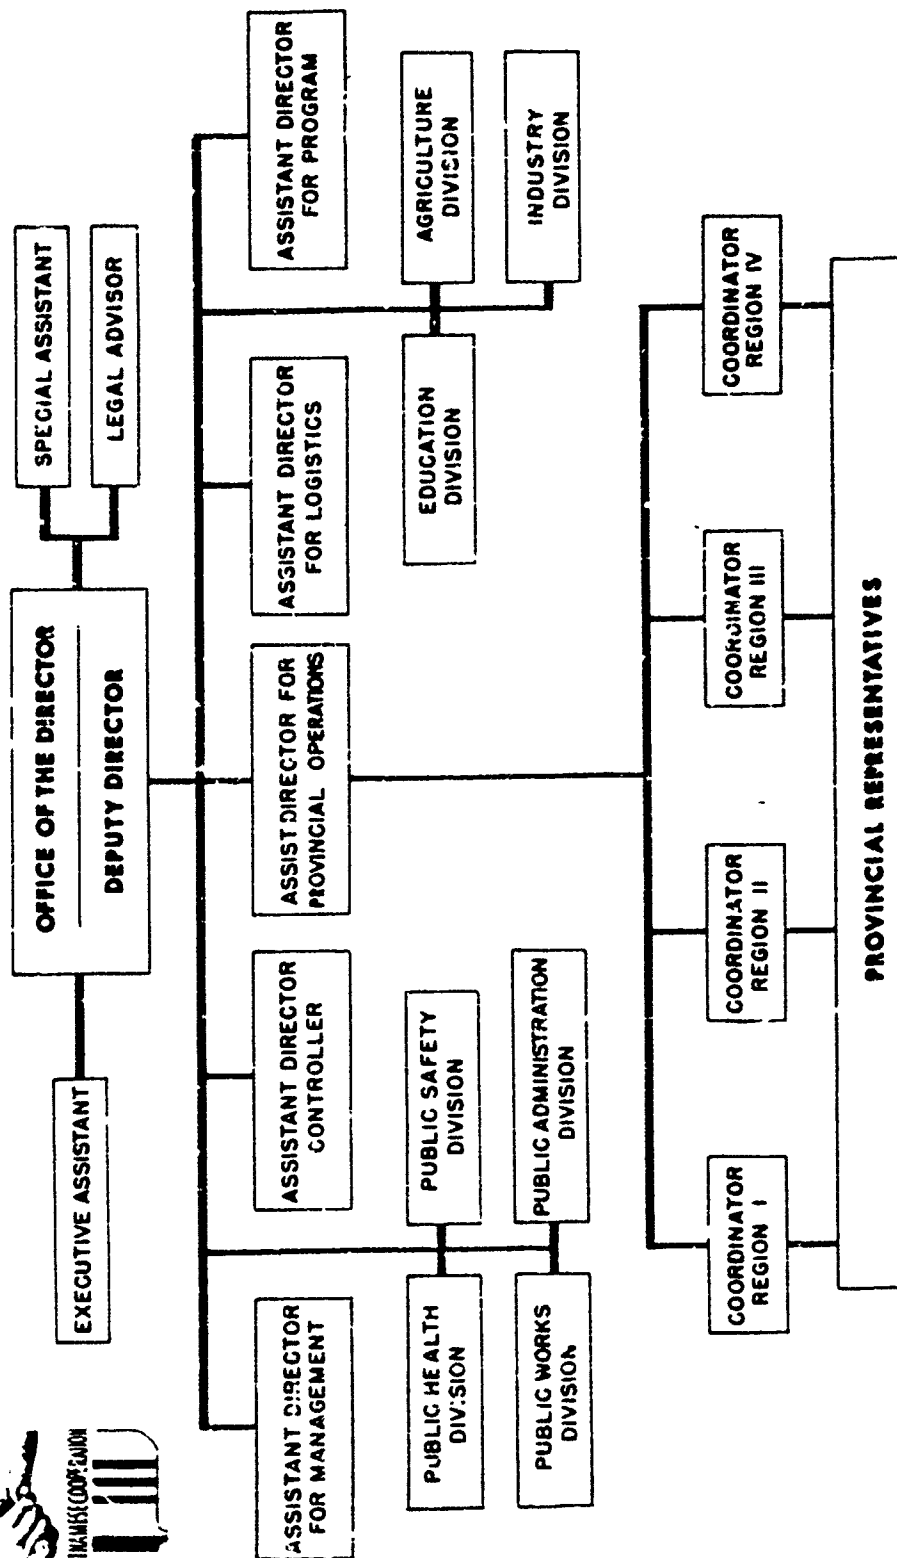 SPECIAL ASSISTANT
OFFICE OF THE DIRECTOR
DEPUTY DIRECTOR
LEGAL ADVISOR
EXECUTIVE ASSISTANT
ASSISTANT DIRECTOR
FOR MANAGEMENT
ASSISTANT DIRECTOR
CONTROLLER
ASSIST DIRECTOR FOR
PROVINCIAL OPERATIONS
ASSISTANT DIRECTOR
FOR LOGISTICS
ASSISTANT DIRECTOR
FOR PROGRAM
PUBLIC HEALTH
DIVISION
PUBLIC SAFETY
DIVISION
EDUCATION
DIVISION
AGRICULTURE
DIVISION
PUBLIC WORKS
DIVISION
PUBLIC ADMINISTRATION
DIVISION
INDUSTRY
DIVISION
COORDINATOR
REGION I
COORDINATOR
REGION II
COORDINATOR
REGION III
COORDINATOR
REGION IV
PROVINCIAL REPRESENTATIVES